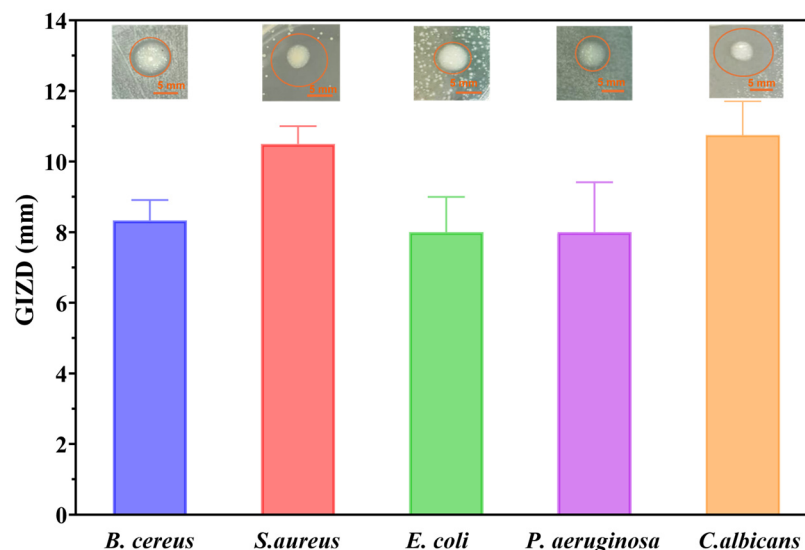 14
12
10
8
6
4
2
0
GIZD (mm)
5 mm
5 mm
5 mm
5 mm
5 mm
B. cereus
S.aureus
E. coli
P. aeruginosa
C.albicans